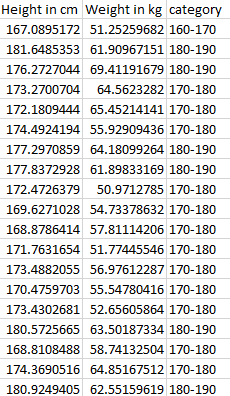 Height in cm Weight in kg category
167.0895172 51.25259682 160-170
181.6485353 61.90967151 180-190
176.2727044 69.41191679 180-190
173.2700704 64.5623282 170-180
172.1809444 65.45214141 170-180
174.4924194 55.92909436 170-180
177.2970859 64.18099264 180-190
177.8372928 61.89833169 180-190
172.4726379 50.9712785 170-180
169.6271028 54.73378632 170-180
168.8786414 57.81114206 170-180
171.7631654 51.77445546 170-180
173.4882055 56.97612287 170-180
170.4759703 55.54780416 170-180
173.4302681 52.65605864 170-180
180.5725665 63.50187334 180-190
168.8108488 58.74132504 170-180
174.3690516 64.85167512 170-180
180.9249405 62.55159619 180-190